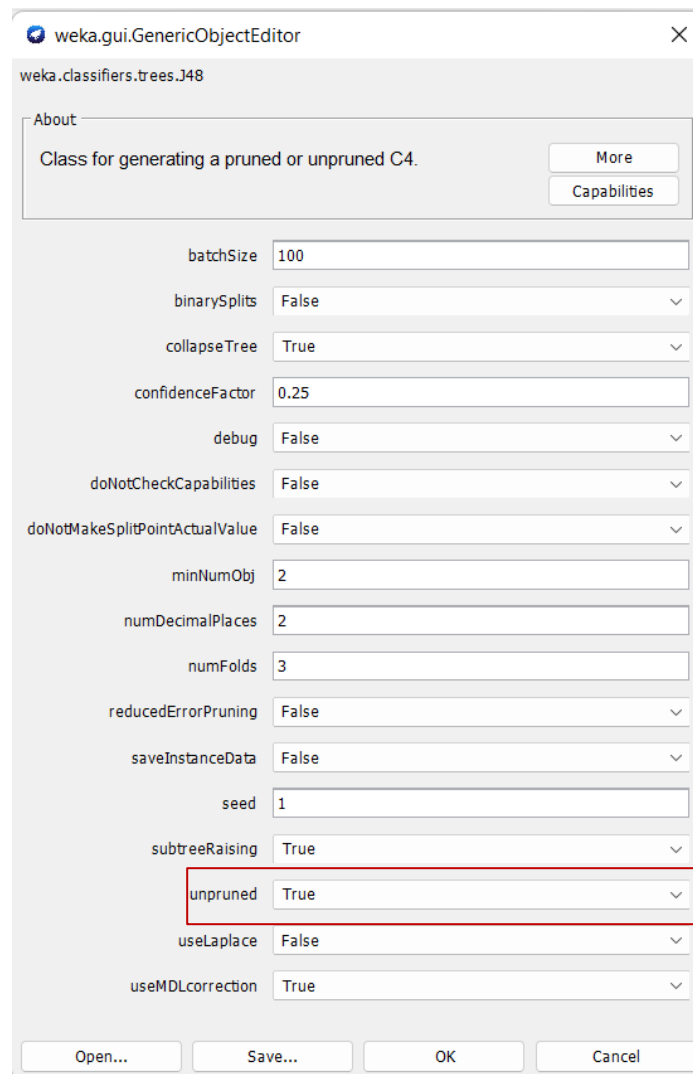 weka.gui.GenericObjectEditor
weka.classifiers.trees.J48
About
Class for generating a pruned or unpruned C4.
More
Capabilities
batchSize 100
binarySplits False
collapseTree True
confidenceFactor 0.25
debug False
doNotCheckCapabilities False
doNotMakeSplitPointActualValue False
minNumObj 2
numDecimalPlaces 2
numFolds 3
reducedErrorPruning False
saveInstanceData False
seed 1
subtreeRaising True
unpruned True
useLaplace False
useMDLcorrection True
Open... Save... OK Cancel